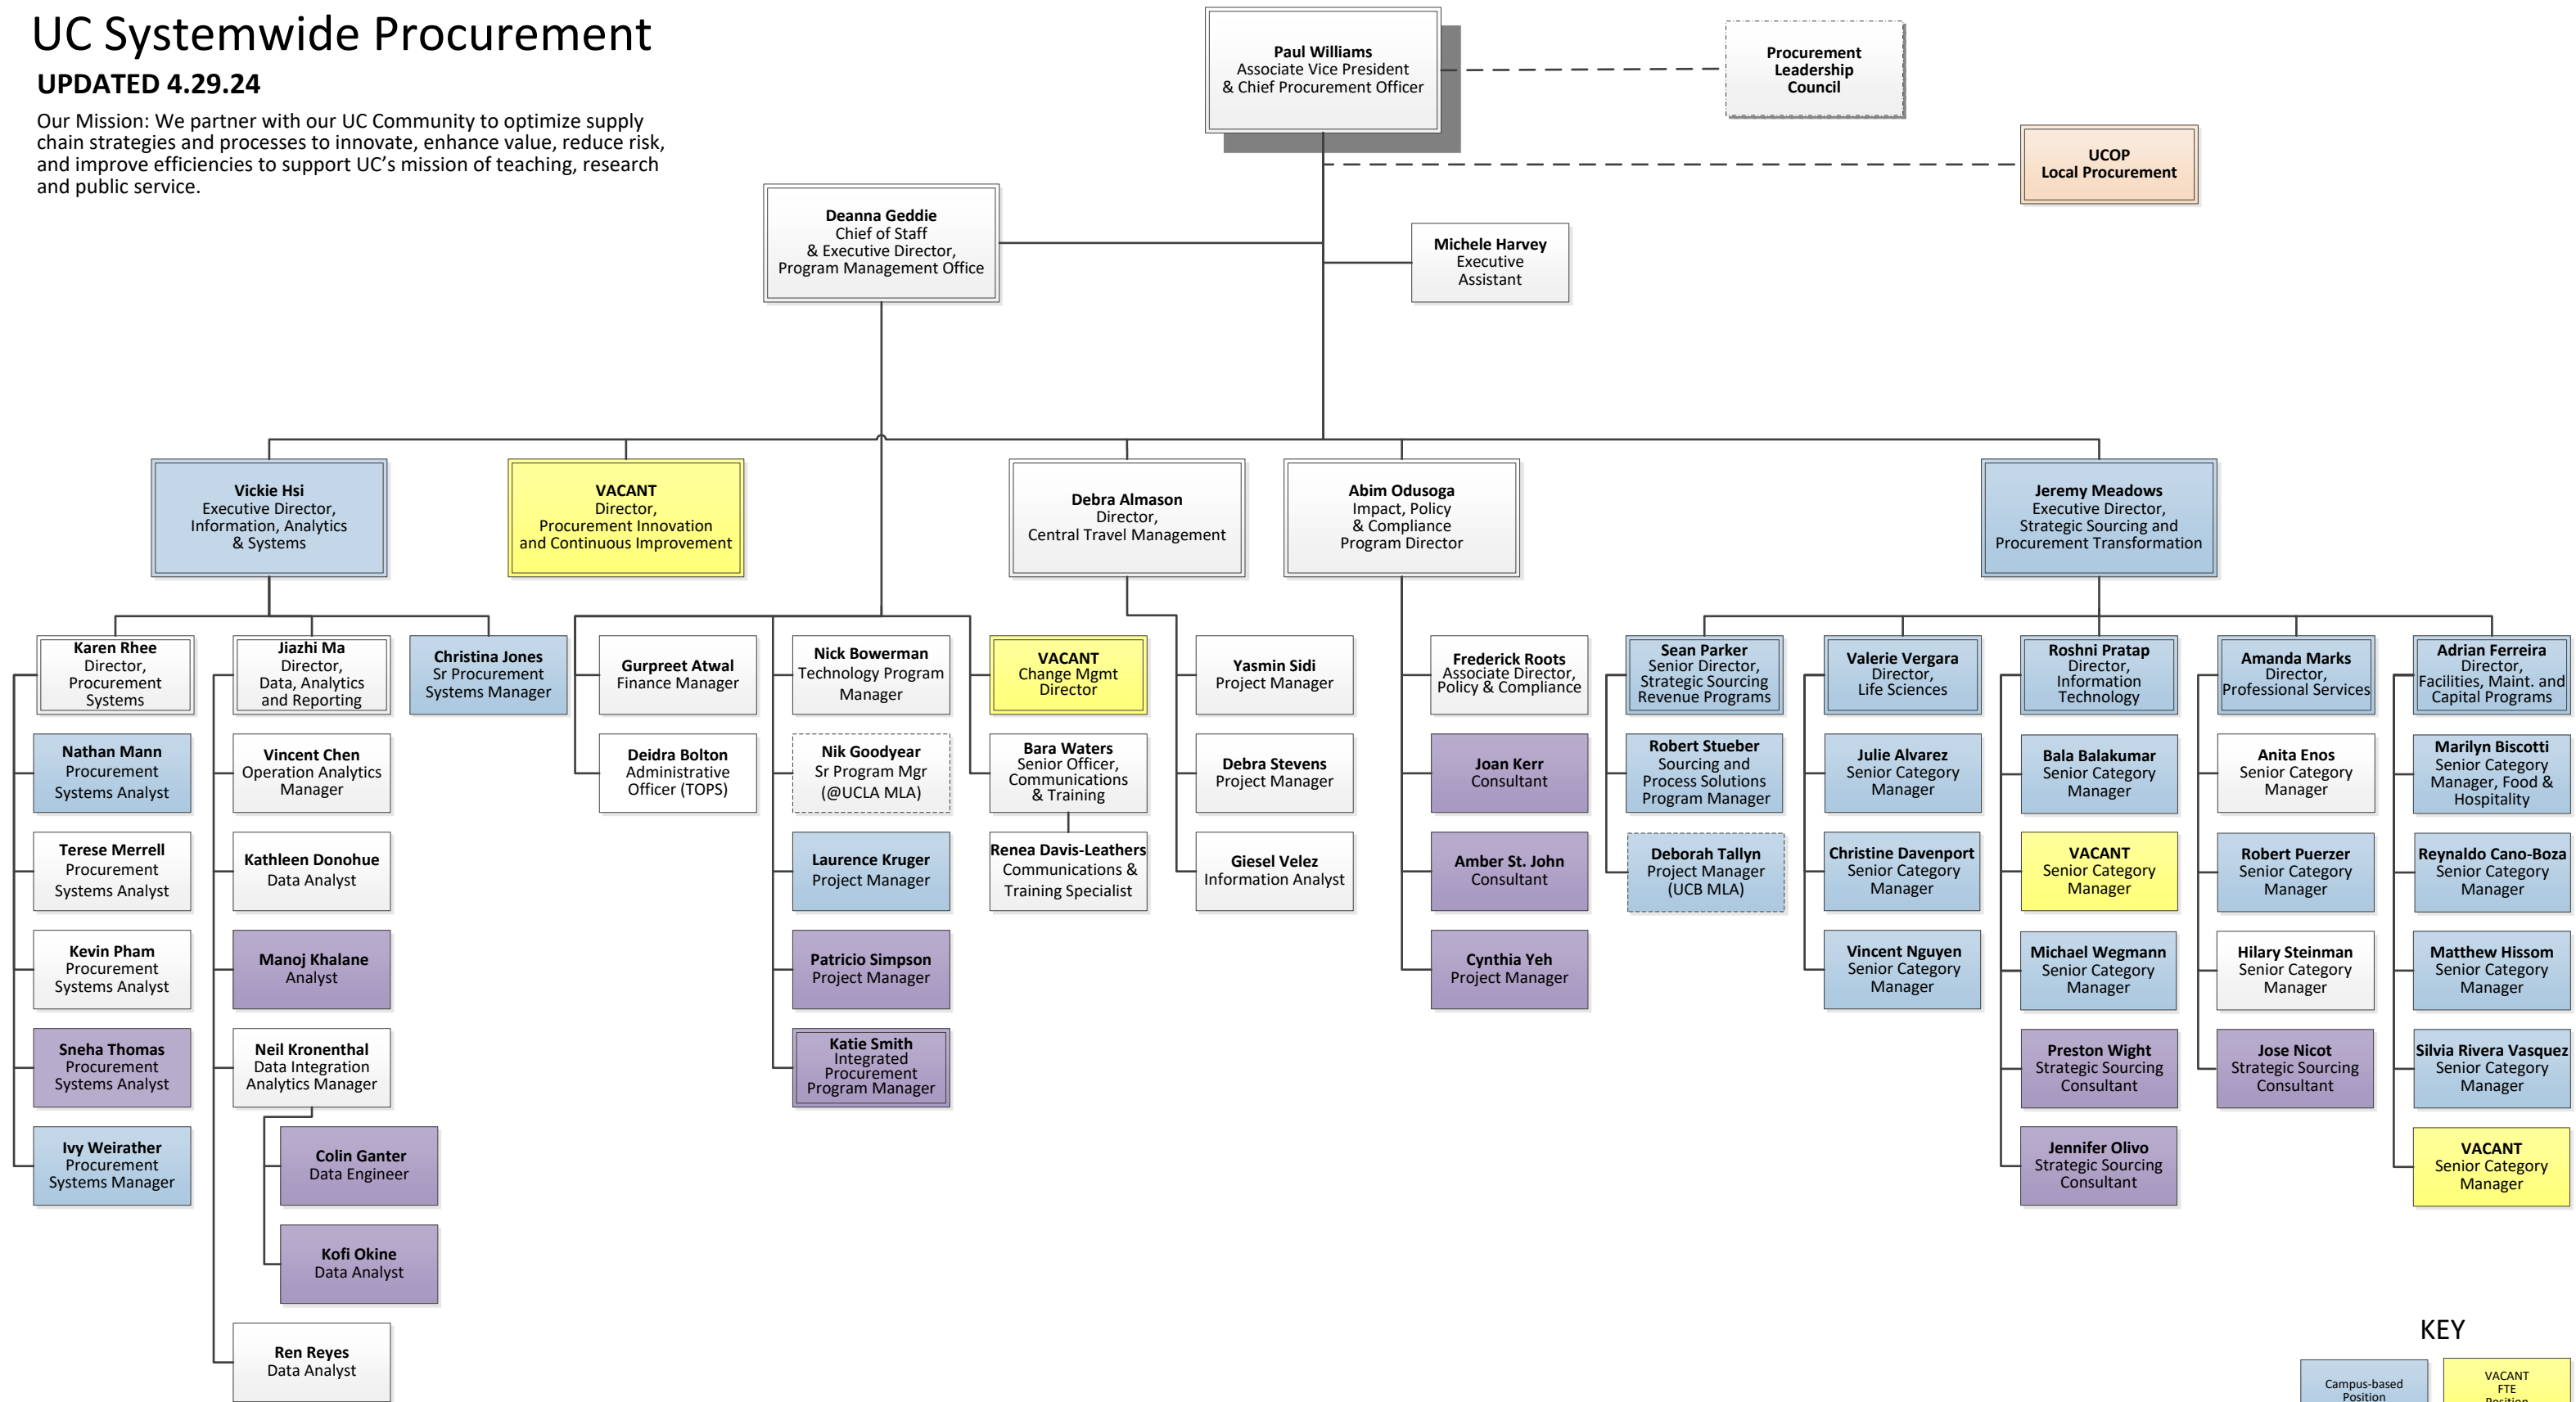 UC Systemwide Procurement
UPDATED 4.29.24
Our Mission: We partner with our UC Community to optimize supply
chain strategies and processes to innovate, enhance value, reduce risk,
and improve efficiencies to support UC's mission of teaching, research
and public service.
Paul Williams
Associate Vice President
& Chief Procurement Officer
Procurement
Leadership
Council
UCOP
Local Procurement
Deanna Geddie
Chief of Staff
& Executive Director,
Program Management Office
Michele Harvey
Executive
Assistant
Vickie Hsi
Executive Director,
Information, Analytics
& Systems
VACANT
Director,
Procurement Innovation
and Continuous Improvement
Debra Almason
Director,
Central Travel Management
Abim Odusoga
Impact, Policy
& Compliance
Program Director
Jeremy Meadows
Executive Director,
Strategic Sourcing and
Procurement Transformation
Karen Rhee
Director,
Procurement
Systems
Nathan Mann
Procurement
Systems Analyst
Terese Merrell
Procurement
Systems Analyst
Kevin Pham
Procurement
Systems Analyst
Sneha Thomas
Procurement
Systems Analyst
Ivy Weirather
Procurement
Systems Manager
Jiazhi Ma
Director,
Data, Analytics
and Reporting
Vincent Chen
Operation Analytics
Manager
Kathleen Donohue
Data Analyst
Manoj Khalane
Analyst
Neil Kronenthal
Data Integration
Analytics Manager
Colin Ganter
Data Engineer
Kofi Okine
Data Analyst
Ren Reyes
Data Analyst
Christina Jones
Sr Procurement
Systems Manager
Gurpreet Atwal
Finance Manager
Deidra Bolton
Administrative
Officer (TOPS)
Nick Bowerman
Technology Program
Manager
Nik Goodyear
Sr Program Mgr
(@UCLA MLA)
Laurence Kruger
Project Manager
Patricio Simpson
Project Manager
Katie Smith
Integrated
Procurement
Program Manager
VACANT
Change Mgmt
Director
Bara Waters
Senior Officer,
Communications
& Training
Renea Davis-Leathers
Communications &
Training Specialist
Yasmin Sidi
Project Manager
Debra Stevens
Project Manager
Giesel Velez
Information Analyst
Frederick Roots
Associate Director,
Policy & Compliance
Joan Kerr
Consultant
Amber St. John
Consultant
Cynthia Yeh
Project Manager
Sean Parker
Senior Director,
Strategic Sourcing
Revenue Programs
Robert Stueber
Sourcing and
Process Solutions
Program Manager
Deborah Tallyn
Project Manager
(UCB MLA)
Valerie Vergara
Director,
Life Sciences
Julie Alvarez
Senior Category
Manager
Christine Davenport
Senior Category
Manager
Vincent Nguyen
Senior Category
Manager
Roshni Pratap
Director,
Information
Technology
Bala Balakumar
Senior Category
Manager
VACANT
Senior Category
Manager
Michael Wegmann
Senior Category
Manager
Preston Wight
Strategic Sourcing
Consultant
Jennifer Olivo
Strategic Sourcing
Consultant
Amanda Marks
Director,
Professional Services
Anita Enos
Senior Category
Manager
Robert Puerzer
Senior Category
Manager
Hilary Steinman
Senior Category
Manager
Jose Nicot
Strategic Sourcing
Consultant
Adrian Ferreira
Director,
Facilities, Maint. and
Capital Programs
Marilyn Biscotti
Senior Category
Manager, Food &
Hospitality
Reynaldo Cano-Boza
Senior Category
Manager
Matthew Hissom
Senior Category
Manager
Silvia Rivera Vasquez
Senior Category
Manager
VACANT
Senior Category
Manager
KEY
Campus-based
Position
VACANT
FTE
Position